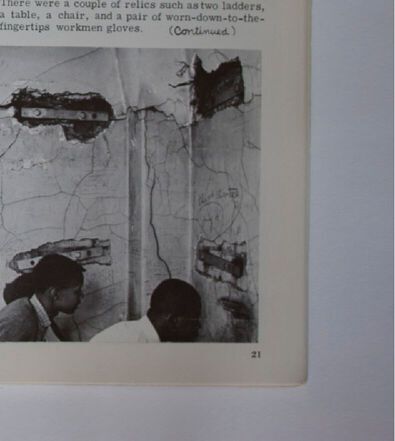 There were a couple of relics such as two ladders,
a table, a chair, and a pair of worn-down-to-the-
fingertips workmen gloves. (Continued)
21